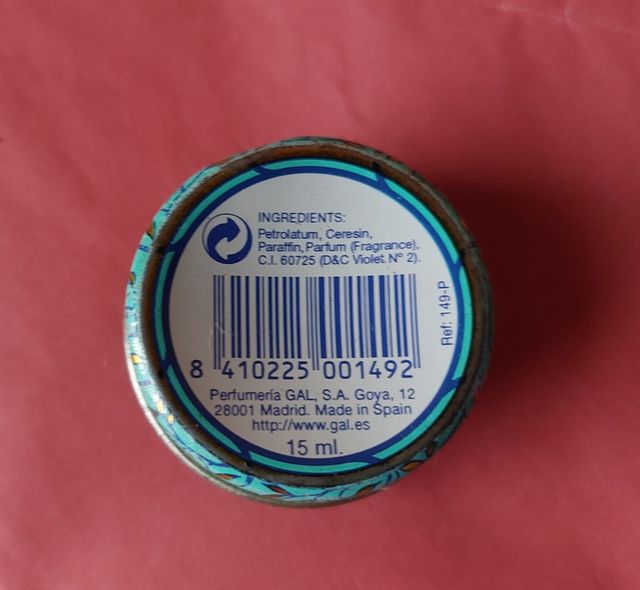 INGREDIENTS:
Petrolatum, Ceresin,
Paraffin, Parfum (Fragrance),
C.I. 60725 (D&C Violet. Nº 2).
Ref: 149-P
8 410225 001492
Perfumería GAL, S.A. Goya, 12
28001 Madrid. Made in Spain
http://www.gal.es
15 ml.